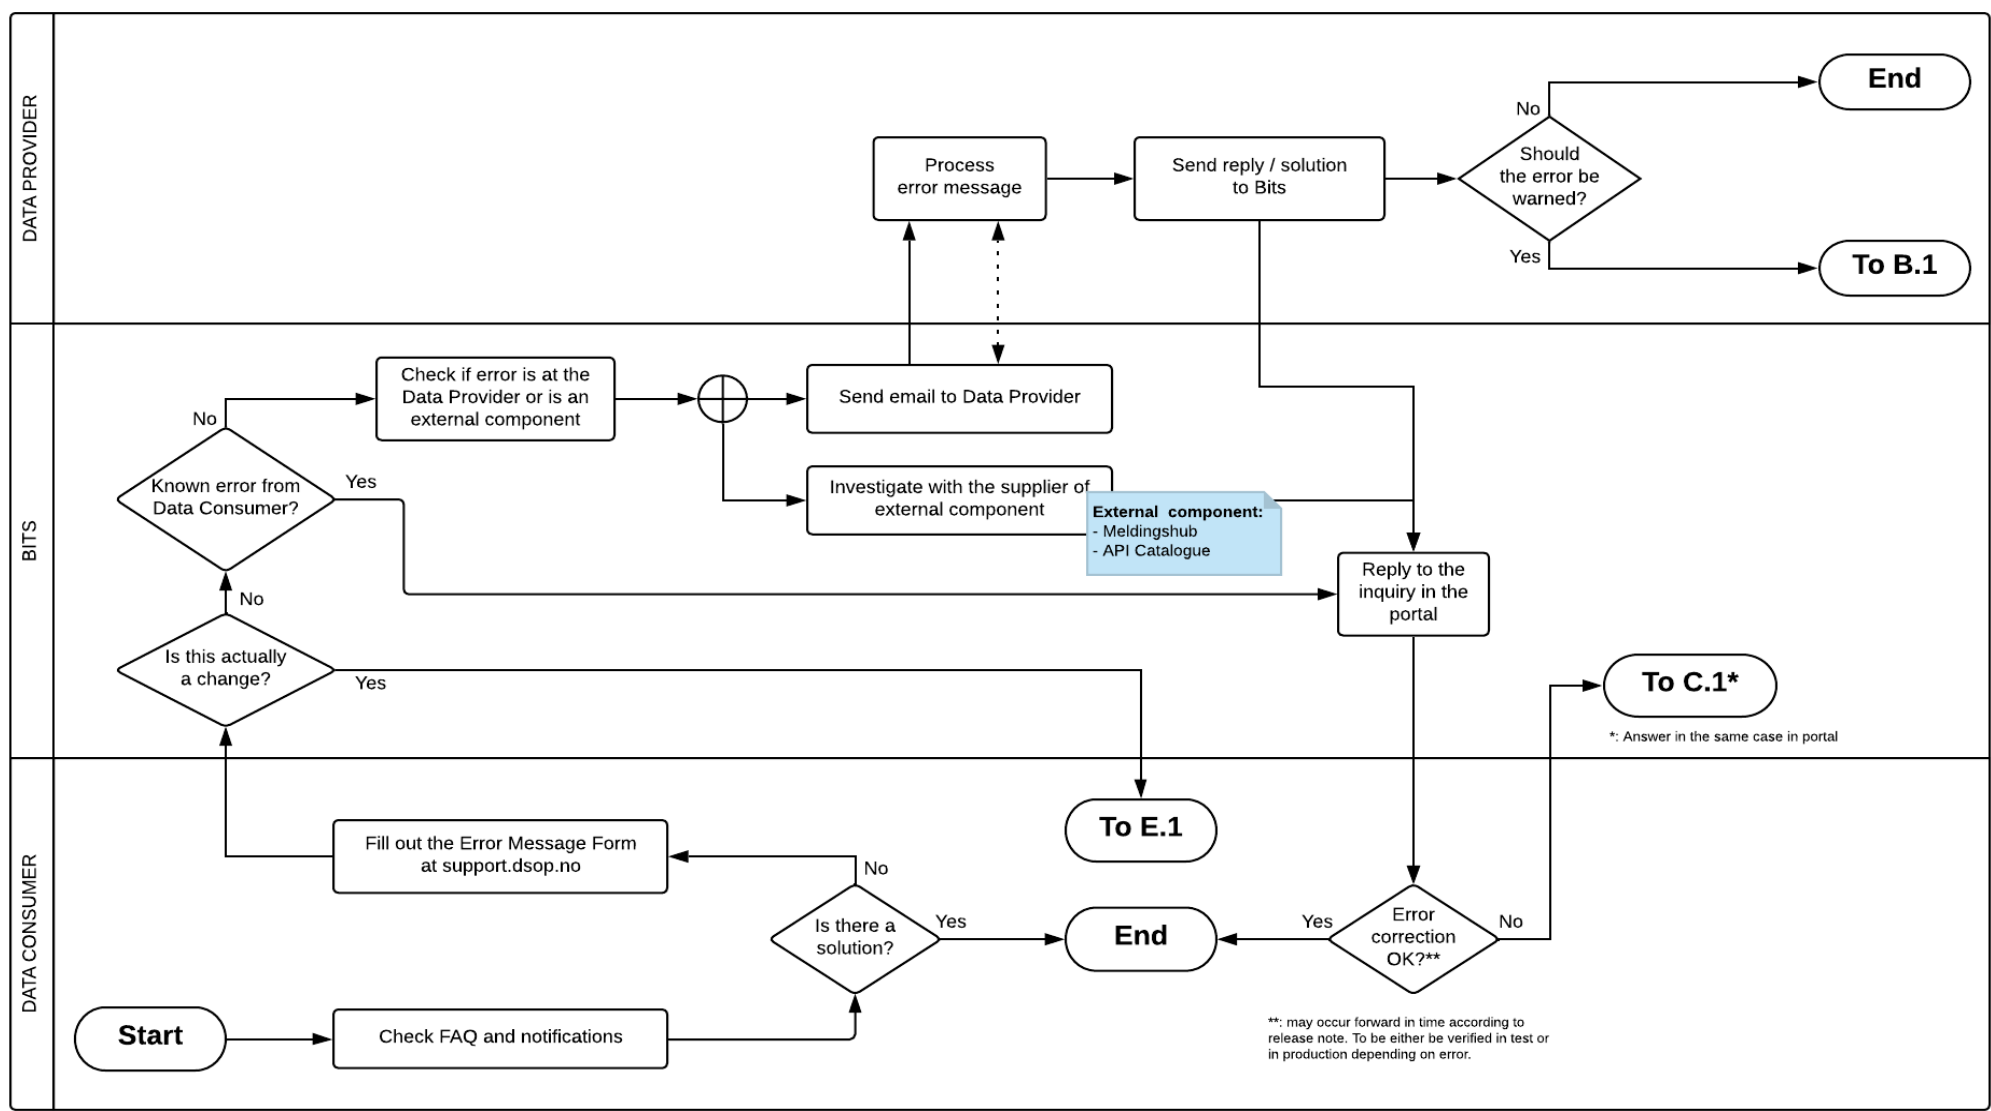 DATA PROVIDER
Process
error message
Send reply / solution
to Bits
Should
the error be
warned?
No
End
Yes
To B.1
BITS
Check if error is at the
Data Provider or is an
external component
Send email to Data Provider
No
Known error from
Data Consumer?
Yes
Investigate with the supplier of
external component
External  component:
- Meldingshub
- API Catalogue
Reply to the
inquiry in the
portal
No
Is this actually
a change?
Yes
To C.1*
*: Answer in the same case in portal
DATA CONSUMER
Fill out the Error Message Form
at support.dsop.no
To E.1
No
Is there a
solution?
Yes
End
Yes
Error
correction
OK?**
No
Start
Check FAQ and notifications
**: may occur forward in time according to
release note. To be either be verified in test or
in production depending on error.